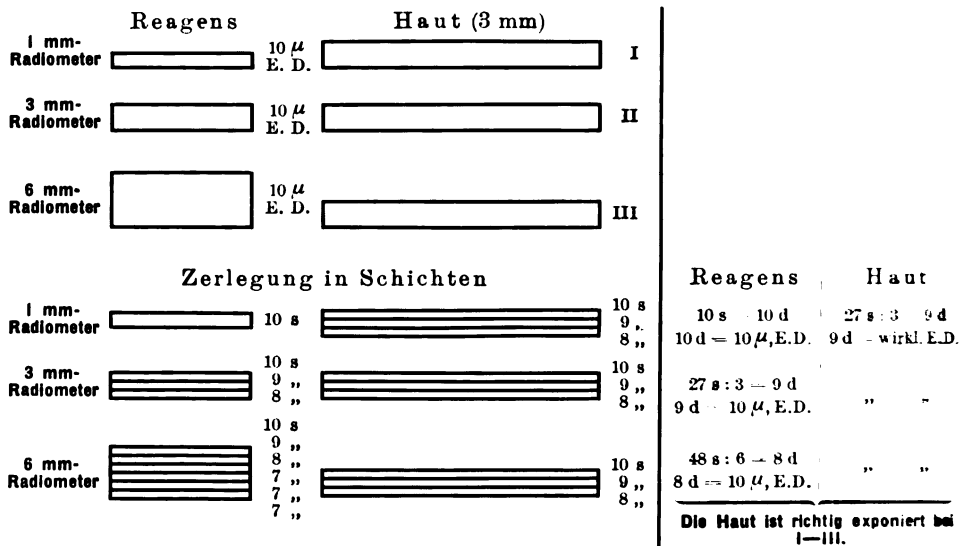 Reagens Haut (3 mm)
1 mm-
Radiometer
10 μ
E. D.
I
3 mm-
Radiometer
10 μ
E. D.
II
6 mm-
Radiometer
10 μ
E. D.
III
Zerlegung in Schichten
1 mm-
Radiometer
10 s
10 s
9 „
8 „
3 mm-
Radiometer
10 s
9 „
8 „
10 s
9 „
8 „
6 mm-
Radiometer
10 s
9 „
8 „
7 „
7 „
7 „
10 s
9 „
8 „
Reagens Haut
10 s – 10 d 27 s : 3 – 9 d
10 d = 10 μ, E.D. 9 d – wirkl. E.D.
27 s : 3 = 9 d
9 d – 10 μ, E.D. „ „
48 s : 6 = 8 d
8 d = 10 μ, E.D. „ „
Die Haut ist richtig exponiert bei
I—III.